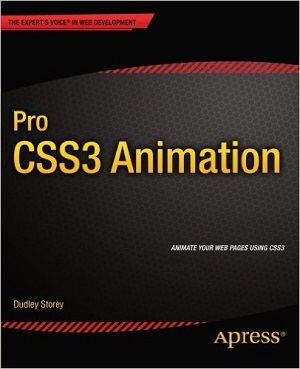 THE EXPERT'S VOICE® IN WEB DEVELOPMENT
Pro
CSS3 Animation
ANIMATE YOUR WEB PAGES USING CSS3
Dudley Storey
Apress®